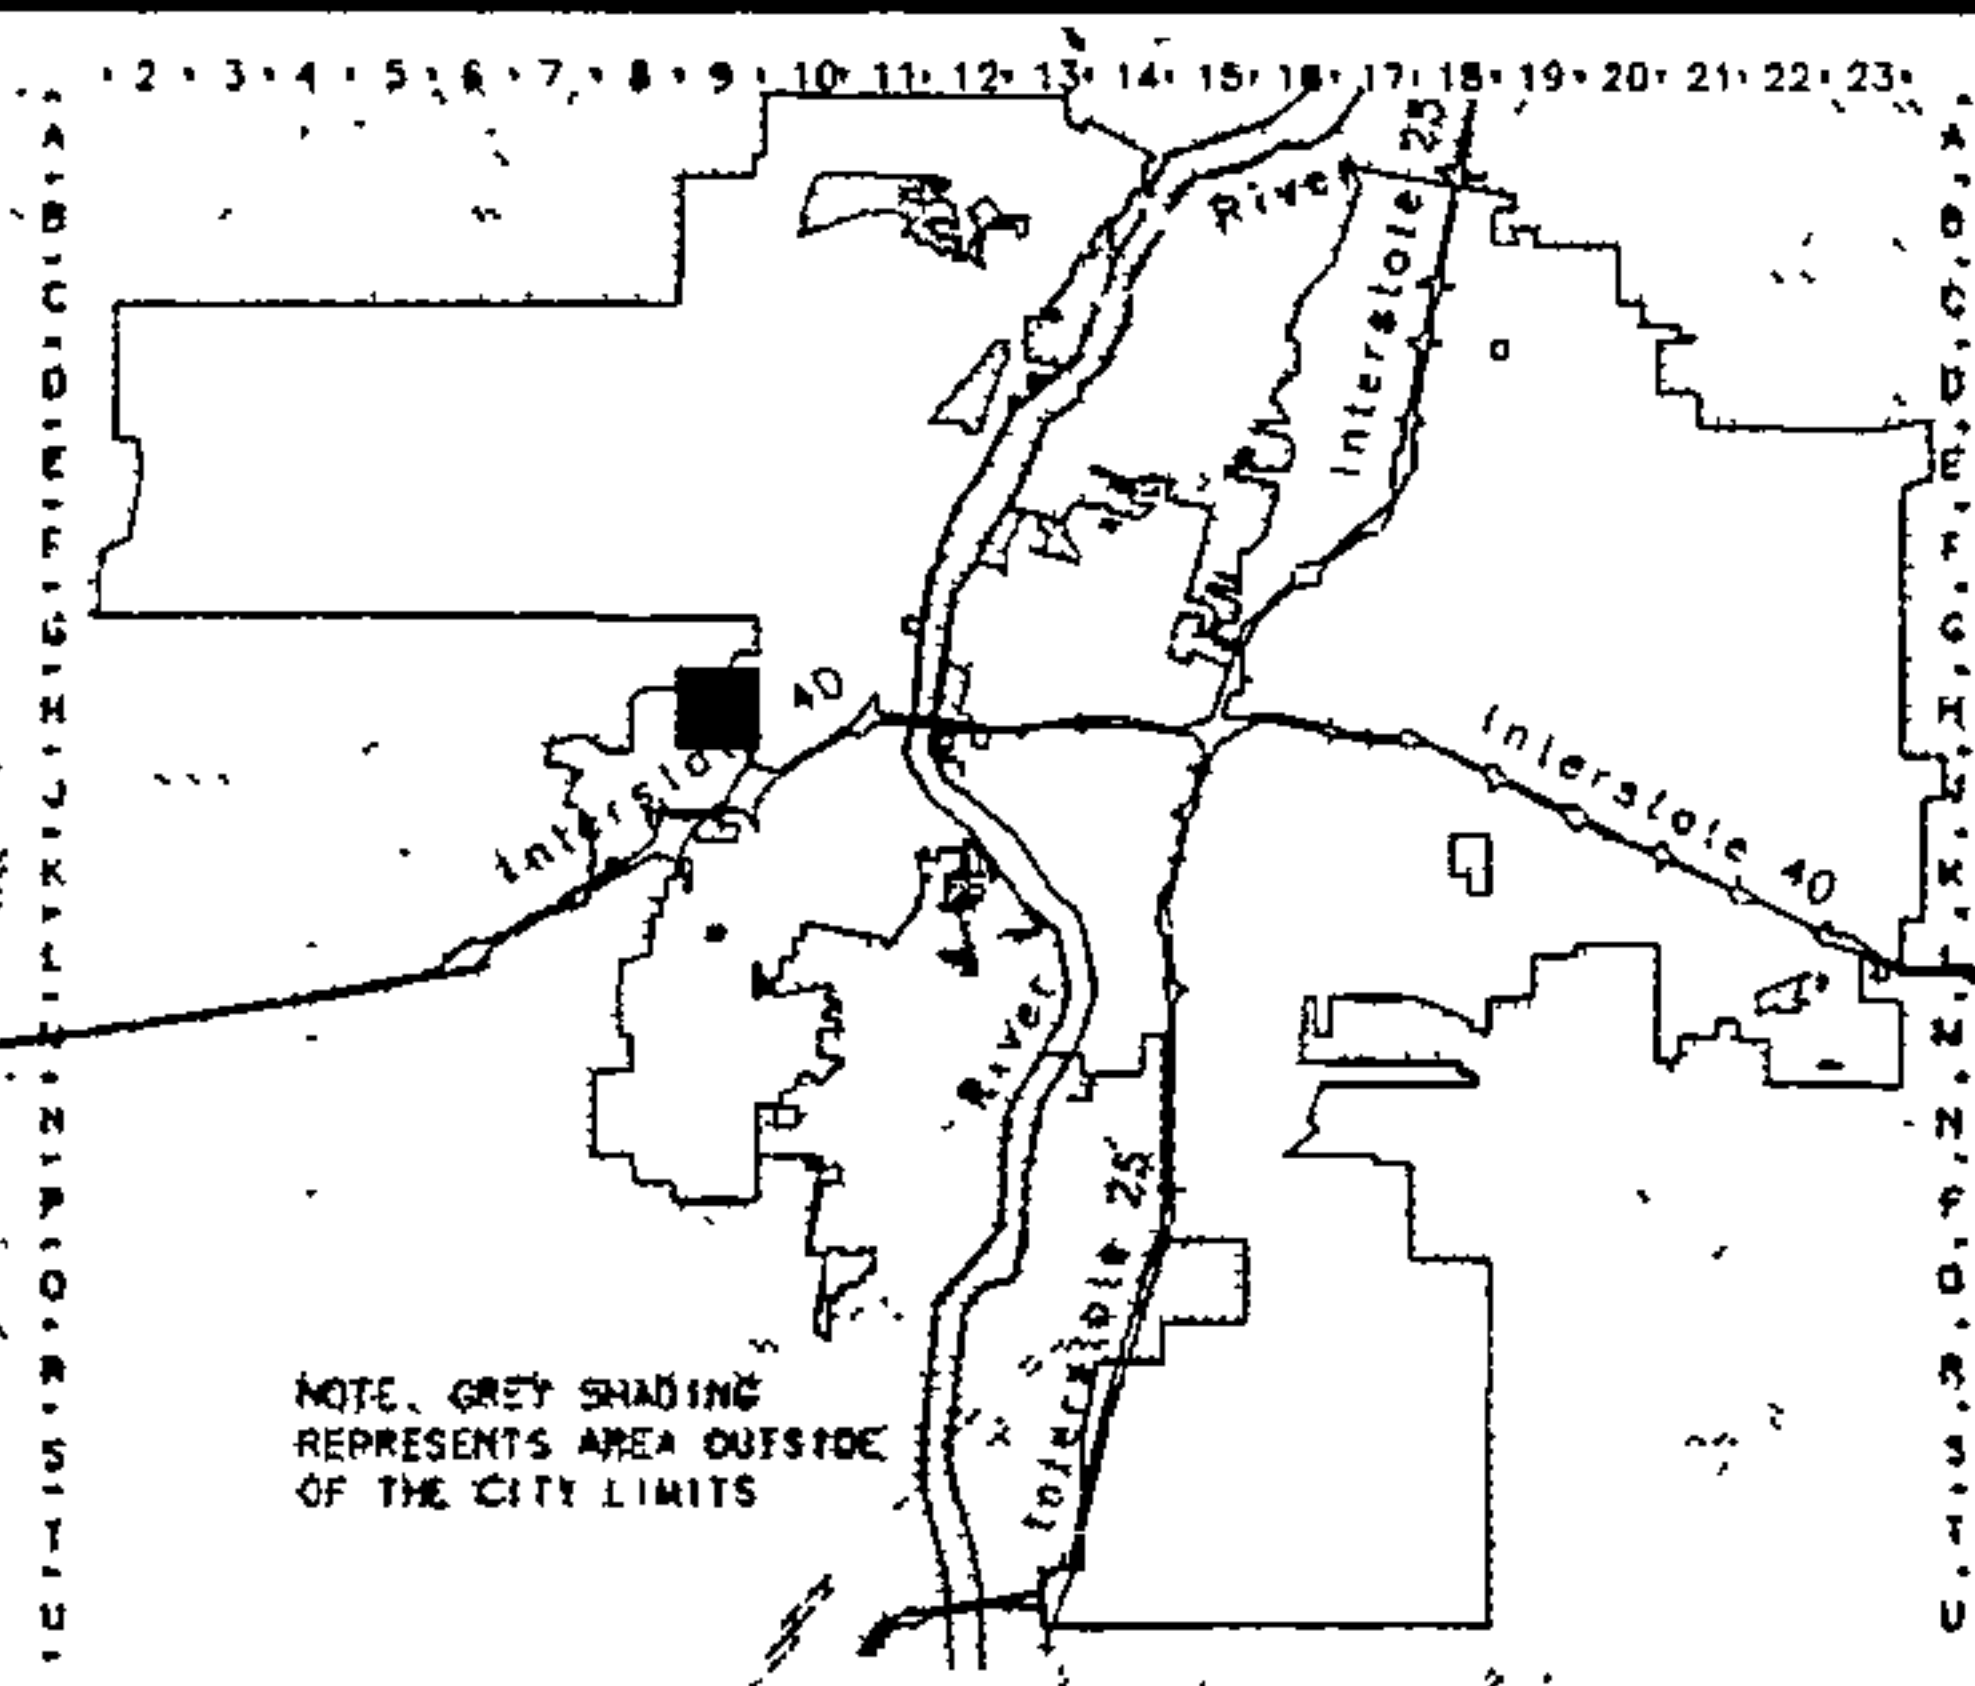 2 3 4 5 6 7 8 9 10 11 12 13 14 15 16 17 18 19 20 21 22 23
A A
B B
C C
D D
E E
F F
G G
H H
J J
K K
L L
M M
N N
P P
Q Q
R R
S S
T T
U U
River
Interstate 25
Interstate 40
Interstate 40
River
Interstate 25
NOTE. GREY SHADING
REPRESENTS AREA OUTSIDE
OF THE CITY LIMITS